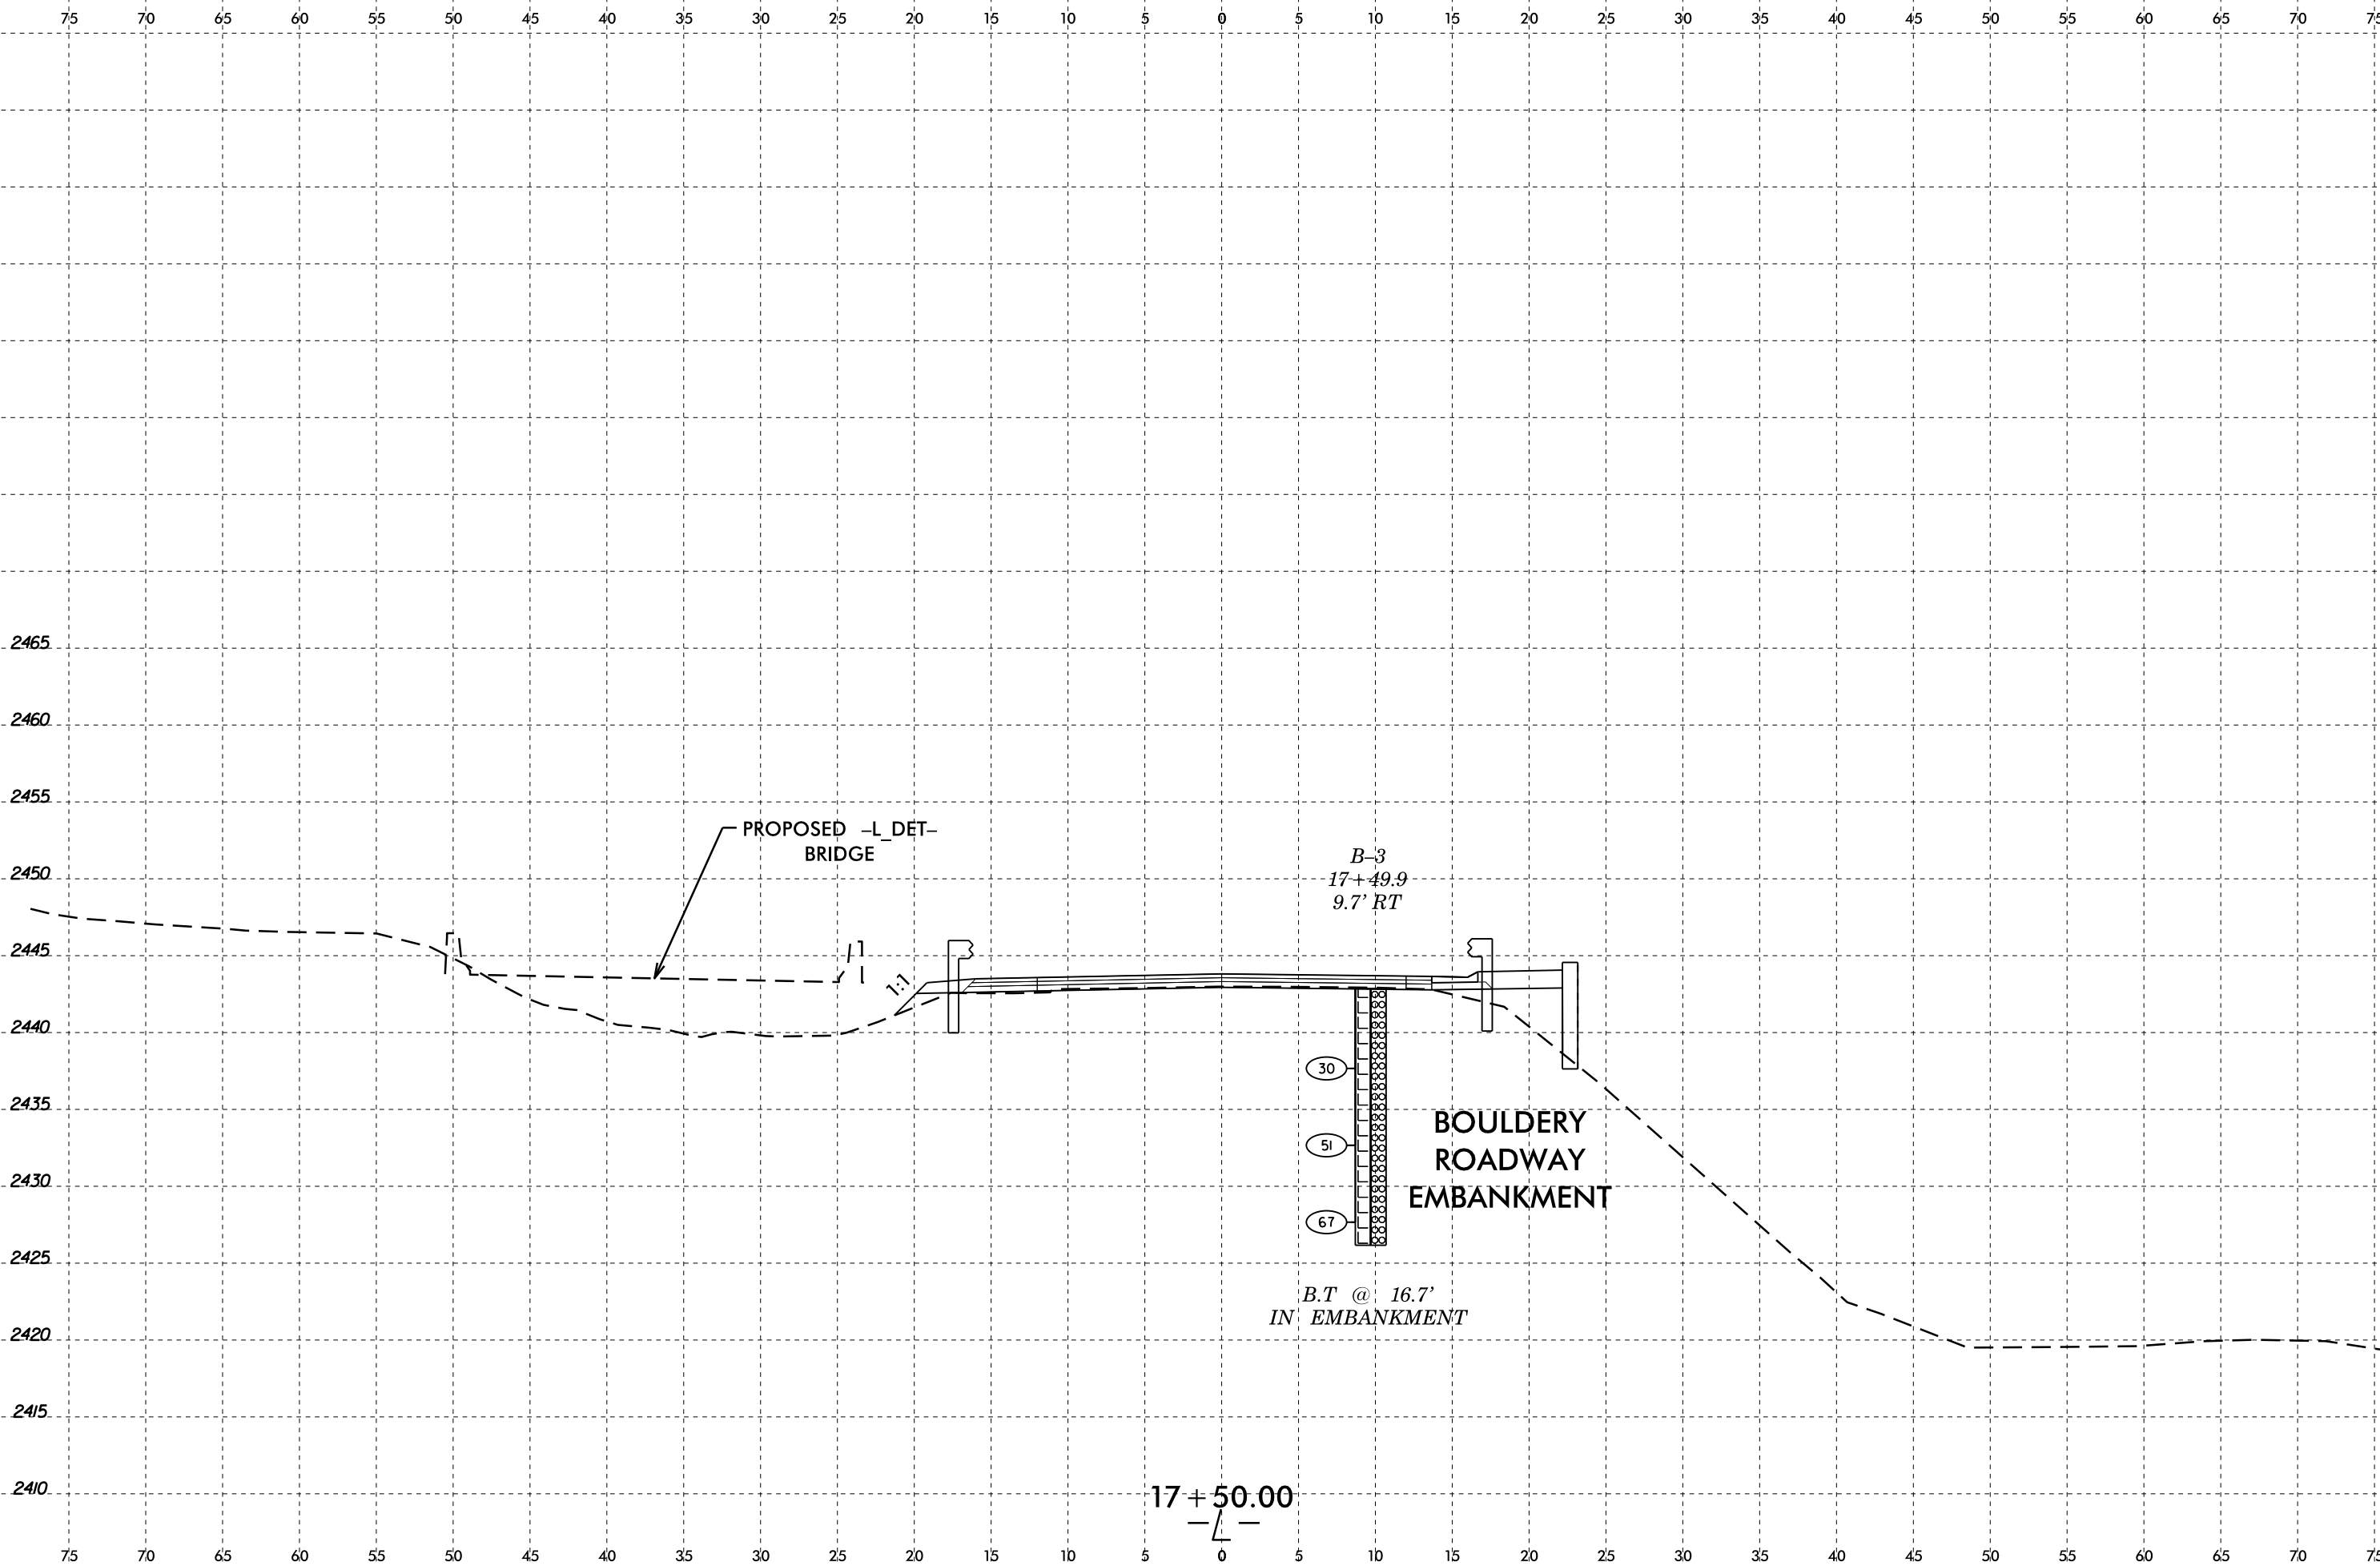 75 70 65 60 55 50 45 40 35 30 25 20 15 10 5 0 5 10 15 20 25 30 35 40 45 50 55 60 65 70 75
2465
2460
2455
PROPOSED –L_DET–
BRIDGE
B–3
2450
17+49.9
9.7' RT
2445
1:1
2440
30
2435
BOULDERY
51
ROADWAY
2430
EMBANKMENT
67
2425
B.T @ 16.7'
IN EMBANKMENT
2420
2415
2410
17+50.00
–L–
75 70 65 60 55 50 45 40 35 30 25 20 15 10 5 0 5 10 15 20 25 30 35 40 45 50 55 60 65 70 75